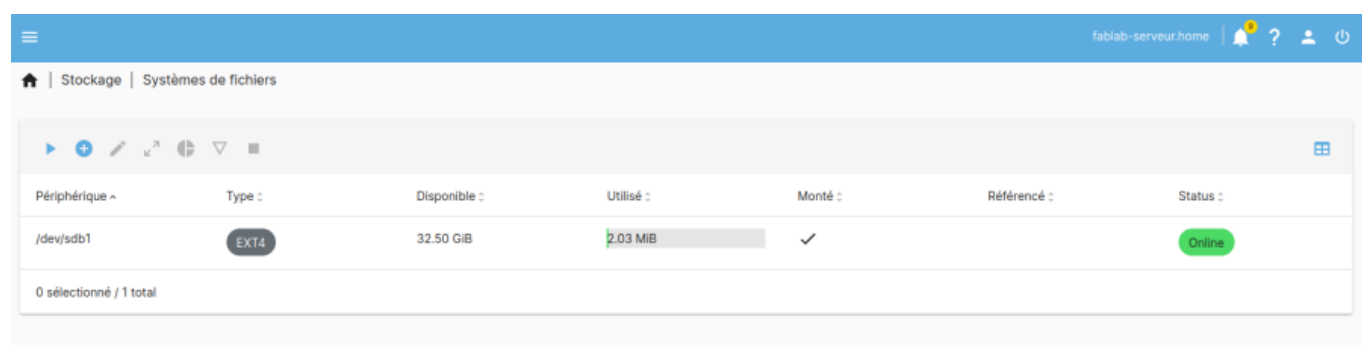 fablab-serveur.home | 9 ?
| Stockage | Systèmes de fichiers
Périphérique Type Disponible Utilisé Monté Référencé Status
/dev/sdb1 EXT4 32.50 GiB 2.03 MiB ✓ Online
0 sélectionné / 1 total